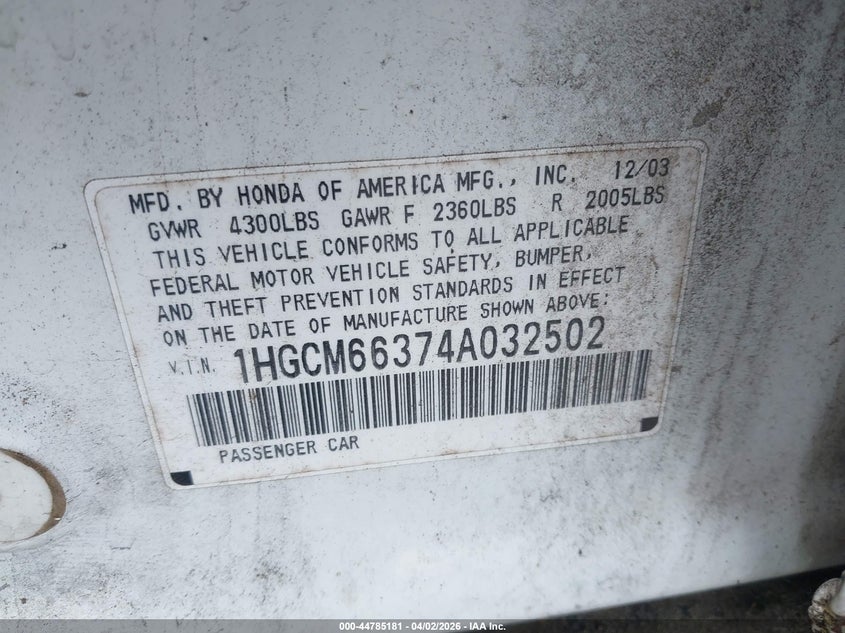 MFD. BY HONDA OF AMERICA MFG., INC. 12/03
GVWR 4300LBS GAWR F 2360LBS R 2005LBS
THIS VEHICLE CONFORMS TO ALL APPLICABLE
FEDERAL MOTOR VEHICLE SAFETY, BUMPER,
AND THEFT PREVENTION STANDARDS IN EFFECT
ON THE DATE OF MANUFACTURE SHOWN ABOVE:
V.I.N. 1HGCM66374A032502
PASSENGER CAR
000-44785181 - 04/02/2026 - IAA Inc.